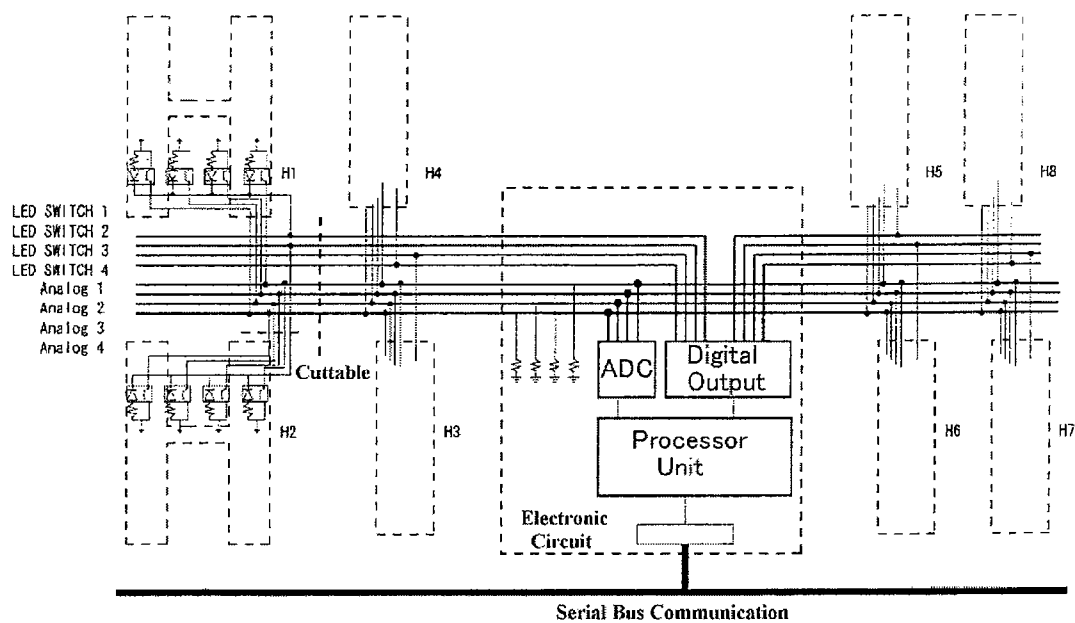 H1
H4
H5
H8
LED SWITCH 1
LED SWITCH 2
LED SWITCH 3
LED SWITCH 4
Analog 1
Analog 2
Analog 3
Analog 4
Cuttable
ADC
Digital
Output
H2
H3
H6
H7
Processor
Unit
Electronic
Circuit
Serial Bus Communication